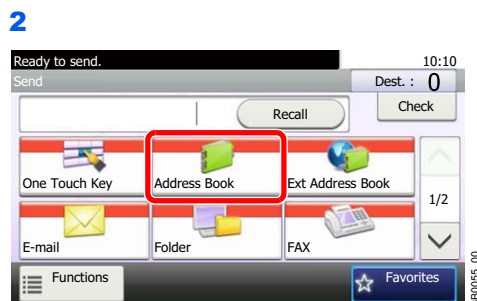 2
Ready to send. 10:10
Send Dest. : 0
Recall Check
One Touch Key Address Book Ext Address Book
1/2
E-mail Folder FAX
Functions Favorites